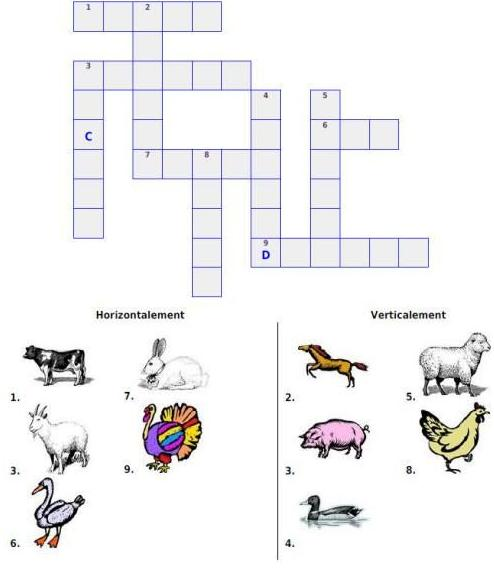 1 2
3
4 5
C 6
7 8
9
D
Horizontalement Verticalement
1. 7. 2. 5.
3. 9. 3. 8.
6. 4.